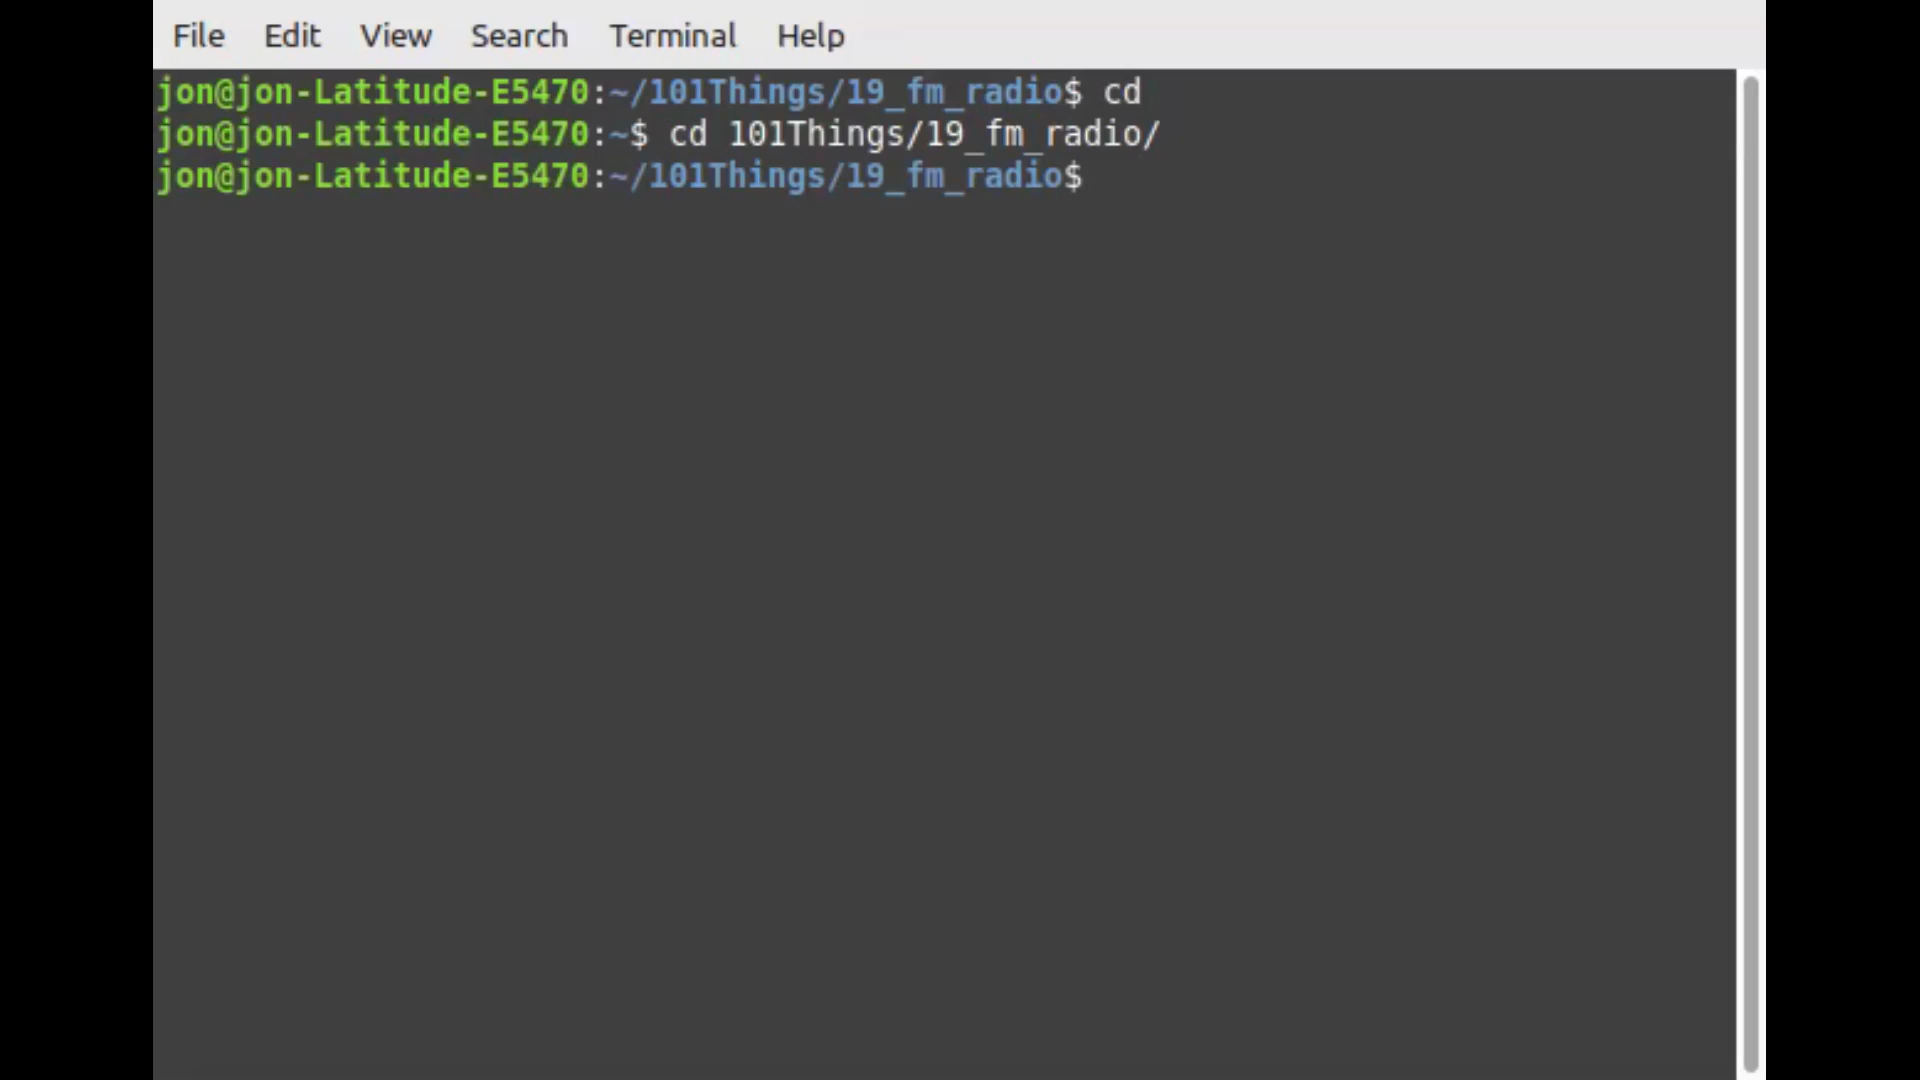 File Edit View Search Terminal Help
jon@jon-Latitude-E5470:~/101Things/19_fm_radio$ cd
jon@jon-Latitude-E5470:~$ cd 101Things/19_fm_radio/
jon@jon-Latitude-E5470:~/101Things/19_fm_radio$